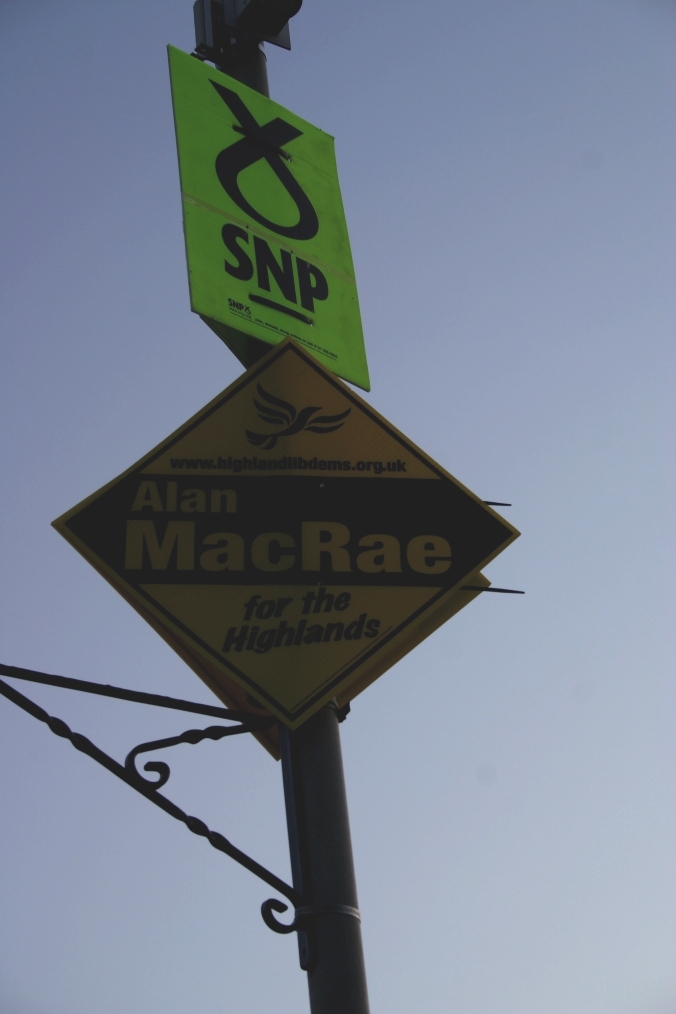 SNP
SNP
www.highlandlibdems.org.uk
Alan
MacRae
for the
Highlands